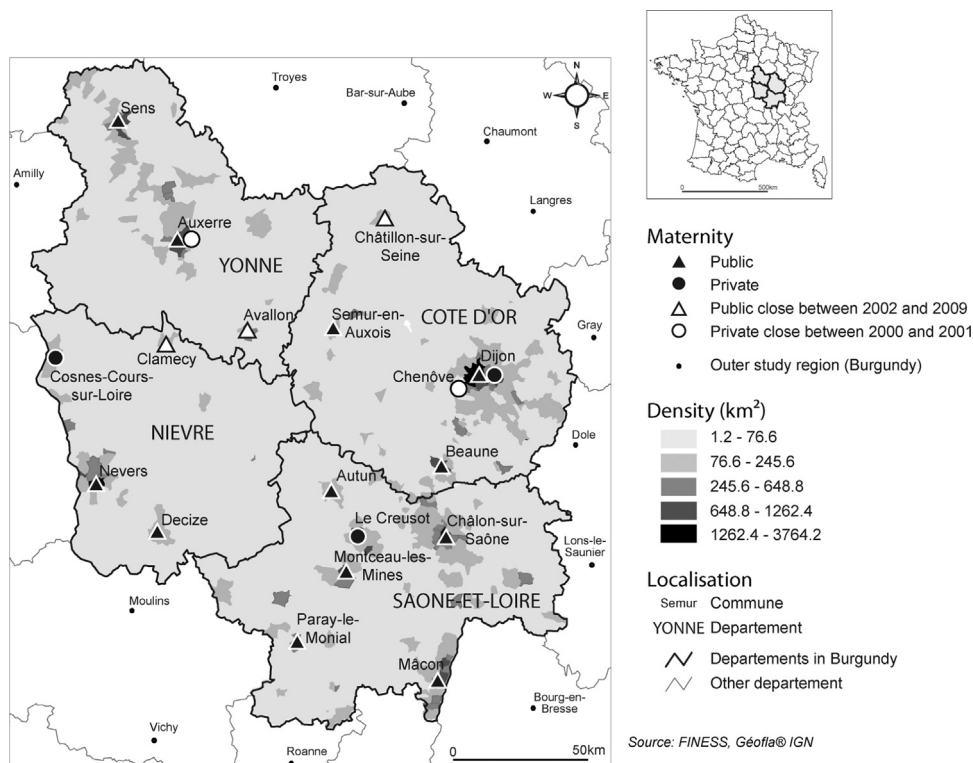 Troyes
Bar-sur-Aube
Chaumont
Langres
Amilly
Sens
Auxerre
YONNE
Châtillon-sur-
Seine
Avallon
Semur-en-
Auxois
COTE D'OR
Gray
Clamecy
Cosnes-Cours-
sur-Loire
Dijon
Chenôve
NIEVRE
Dole
Beaune
Nevers
Autun
Decize
Le Creusot
Châlon-sur-
Saône
Lons-le-
Saunier
Montceau-les-
Mines
SAONE-ET-LOIRE
Moulins
Paray-le-
Monial
Mâcon
Bourg-en-
Bresse
Vichy
Roanne
N
W
E
S
0
50km
0
500km
Maternity
Public
Private
Public close between 2002 and 2009
Private close between 2000 and 2001
Outer study region (Burgundy)
Density (km²)
1.2 - 76.6
76.6 - 245.6
245.6 - 648.8
648.8 - 1262.4
1262.4 - 3764.2
Localisation
Semur Commune
YONNE Departement
Departements in Burgundy
Other departement
Source: FINESS, Géofla® IGN